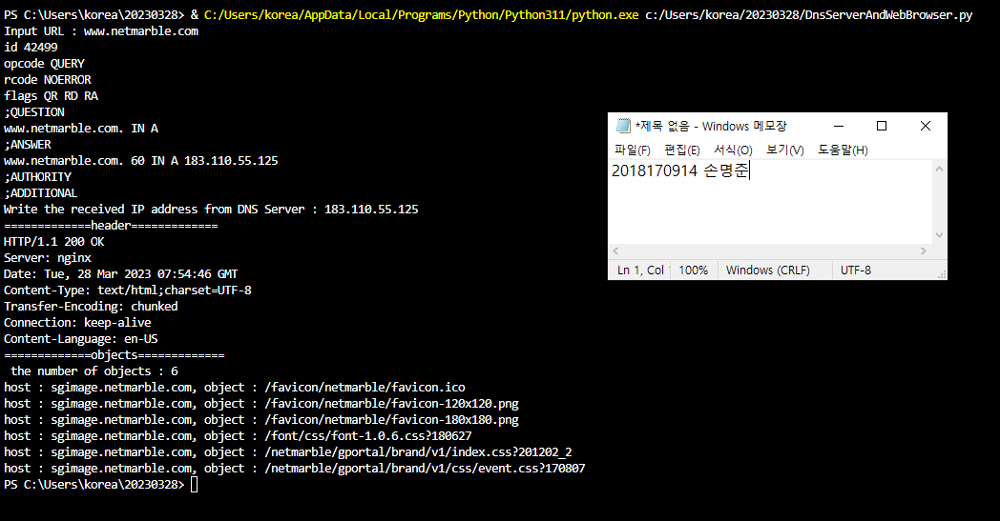 PS C:\Users\korea\20230328> & C:/Users/korea/AppData/Local/Programs/Python/Python311/python.exe c:/Users/korea/20230328/DnsServerAndWebBrowser.py
Input URL : www.netmarble.com
id 42499
opcode QUERY
rcode NOERROR
flags QR RD RA
;QUESTION
www.netmarble.com. IN A
;ANSWER
www.netmarble.com. 60 IN A 183.110.55.125
;AUTHORITY
;ADDITIONAL
Write the received IP address from DNS Server : 183.110.55.125
=============header=============
HTTP/1.1 200 OK
Server: nginx
Date: Tue, 28 Mar 2023 07:54:46 GMT
Content-Type: text/html;charset=UTF-8
Transfer-Encoding: chunked
Connection: keep-alive
Content-Language: en-US
=============objects=============
 the number of objects : 6
host : sgimage.netmarble.com, object : /favicon/netmarble/favicon.ico
host : sgimage.netmarble.com, object : /favicon/netmarble/favicon-120x120.png
host : sgimage.netmarble.com, object : /favicon/netmarble/favicon-180x180.png
host : sgimage.netmarble.com, object : /font/css/font-1.0.6.css?180627
host : sgimage.netmarble.com, object : /netmarble/gportal/brand/v1/index.css?201202_2
host : sgimage.netmarble.com, object : /netmarble/gportal/brand/v1/css/event.css?170807
PS C:\Users\korea\20230328>
*제목 없음 - Windows 메모장
파일(F) 편집(E) 서식(O) 보기(V) 도움말(H)
2018170914 손명준
Ln 1, Col 100% Windows (CRLF) UTF-8